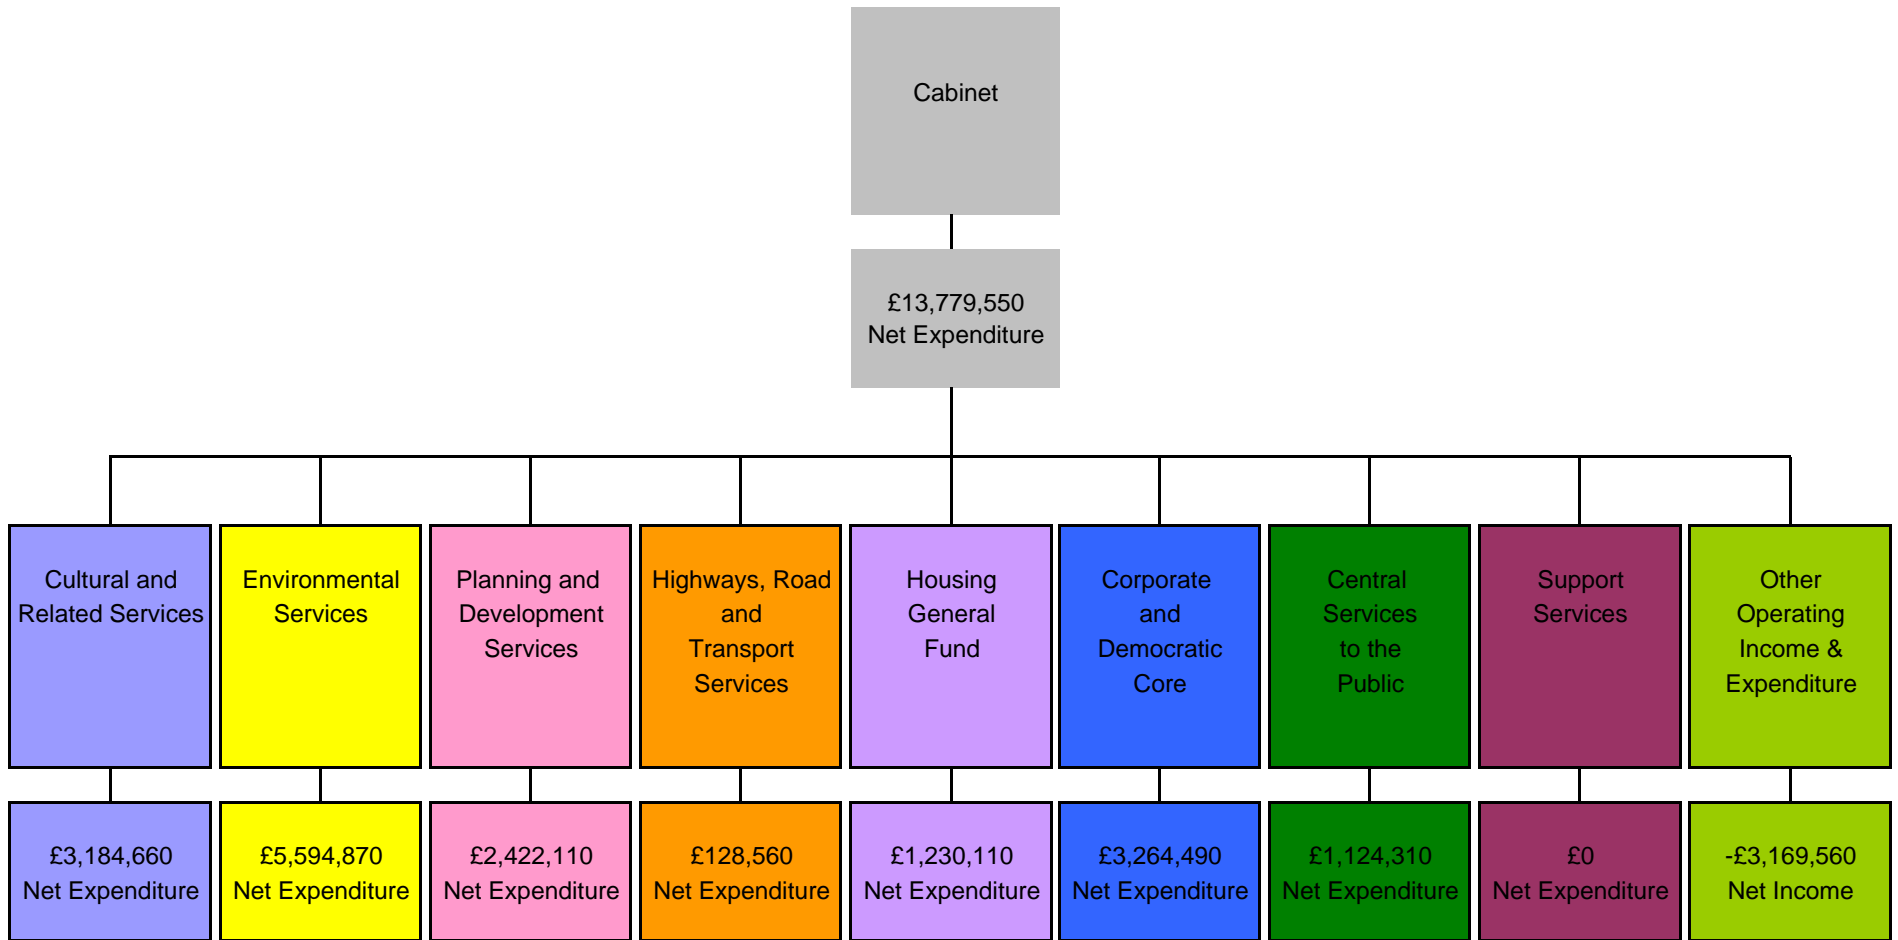 Cabinet
£13,779,550
Net Expenditure
Cultural and
Related Services
Environmental
Services
Planning and
Development
Services
Highways, Road
and
Transport
Services
Housing
General
Fund
Corporate
and
Democratic
Core
Central
Services
to the
Public
Support
Services
Other
Operating
Income &
Expenditure
£3,184,660
Net Expenditure
£5,594,870
Net Expenditure
£2,422,110
Net Expenditure
£128,560
Net Expenditure
£1,230,110
Net Expenditure
£3,264,490
Net Expenditure
£1,124,310
Net Expenditure
£0
Net Expenditure
-£3,169,560
Net Income